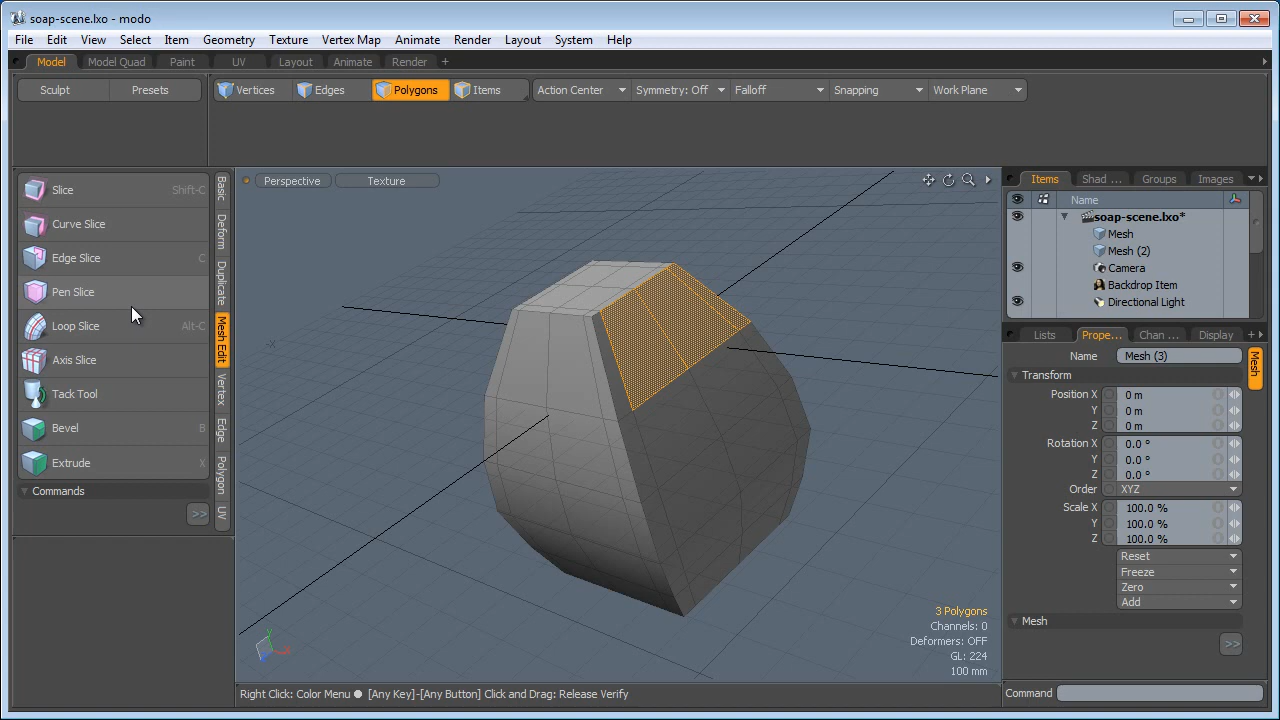 soap-scene.lxo - modo
File Edit View Select Item Geometry Texture Vertex Map Animate Render Layout System Help
Model Model Quad Paint UV Layout Animate Render +
Sculpt Presets Vertices Edges Polygons Items Action Center Symmetry: Off Falloff Snapping Work Plane
Slice Shift-C
Curve Slice
Edge Slice C
Pen Slice
Loop Slice Alt-C
Axis Slice
Tack Tool
Bevel B
Extrude X
Commands
>>
Basic
Deform
Duplicate
Mesh Edit
Vertex
Edge
Polygon
UV
Perspective Texture
-X
Y
X
3 Polygons
Channels: 0
Deformers: OFF
GL: 224
100 mm
Right Click: Color Menu ● [Any Key]-[Any Button] Click and Drag: Release Verify
Items Shad ... Groups Images
Name
soap-scene.lxo*
Mesh
Mesh (2)
Camera
Backdrop Item
Directional Light
Lists Prope... Chan ... Display +
Name Mesh (3)
Mesh
Transform
Position X 0 m
Y 0 m
Z 0 m
Rotation X 0.0 °
Y 0.0 °
Z 0.0 °
Order XYZ
Scale X 100.0 %
Y 100.0 %
Z 100.0 %
Reset
Freeze
Zero
Add
Mesh
>>
Command